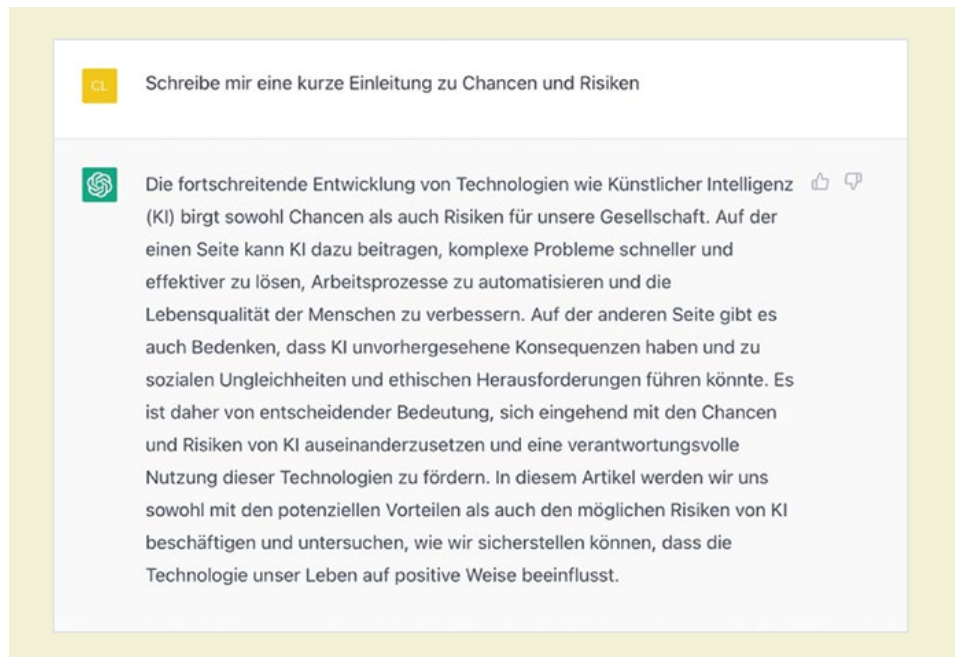 CL
Schreibe mir eine kurze Einleitung zu Chancen und Risiken
Die fortschreitende Entwicklung von Technologien wie Künstlicher Intelligenz
(KI) birgt sowohl Chancen als auch Risiken für unsere Gesellschaft. Auf der
einen Seite kann KI dazu beitragen, komplexe Probleme schneller und
effektiver zu lösen, Arbeitsprozesse zu automatisieren und die
Lebensqualität der Menschen zu verbessern. Auf der anderen Seite gibt es
auch Bedenken, dass KI unvorhergesehene Konsequenzen haben und zu
sozialen Ungleichheiten und ethischen Herausforderungen führen könnte. Es
ist daher von entscheidender Bedeutung, sich eingehend mit den Chancen
und Risiken von KI auseinanderzusetzen und eine verantwortungsvolle
Nutzung dieser Technologien zu fördern. In diesem Artikel werden wir uns
sowohl mit den potenziellen Vorteilen als auch den möglichen Risiken von KI
beschäftigen und untersuchen, wie wir sicherstellen können, dass die
Technologie unser Leben auf positive Weise beeinflusst.